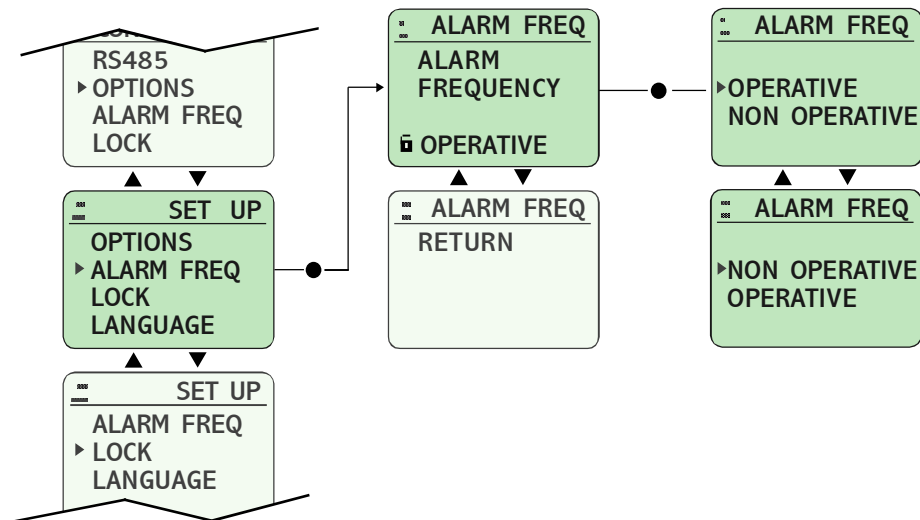 RS485
OPTIONS
ALARM FREQ
LOCK
SET UP
OPTIONS
ALARM FREQ
LOCK
LANGUAGE
SET UP
ALARM FREQ
LOCK
LANGUAGE
ALARM FREQ
ALARM
FREQUENCY
OPERATIVE
ALARM FREQ
RETURN
ALARM FREQ
OPERATIVE
NON OPERATIVE
ALARM FREQ
NON OPERATIVE
OPERATIVE